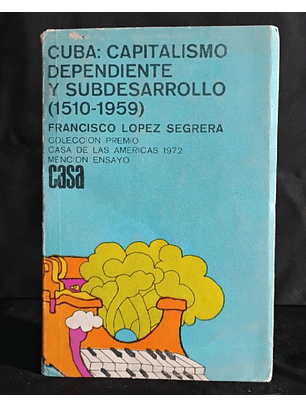 CUBA: CAPITALISMO
DEPENDIENTE
Y SUBDESARROLLO
(1510-1959)
FRANCISCO LOPEZ SEGRERA
COLECCION PREMIO
CASA DE LAS AMERICAS 1972
MENCION ENSAYO
casa